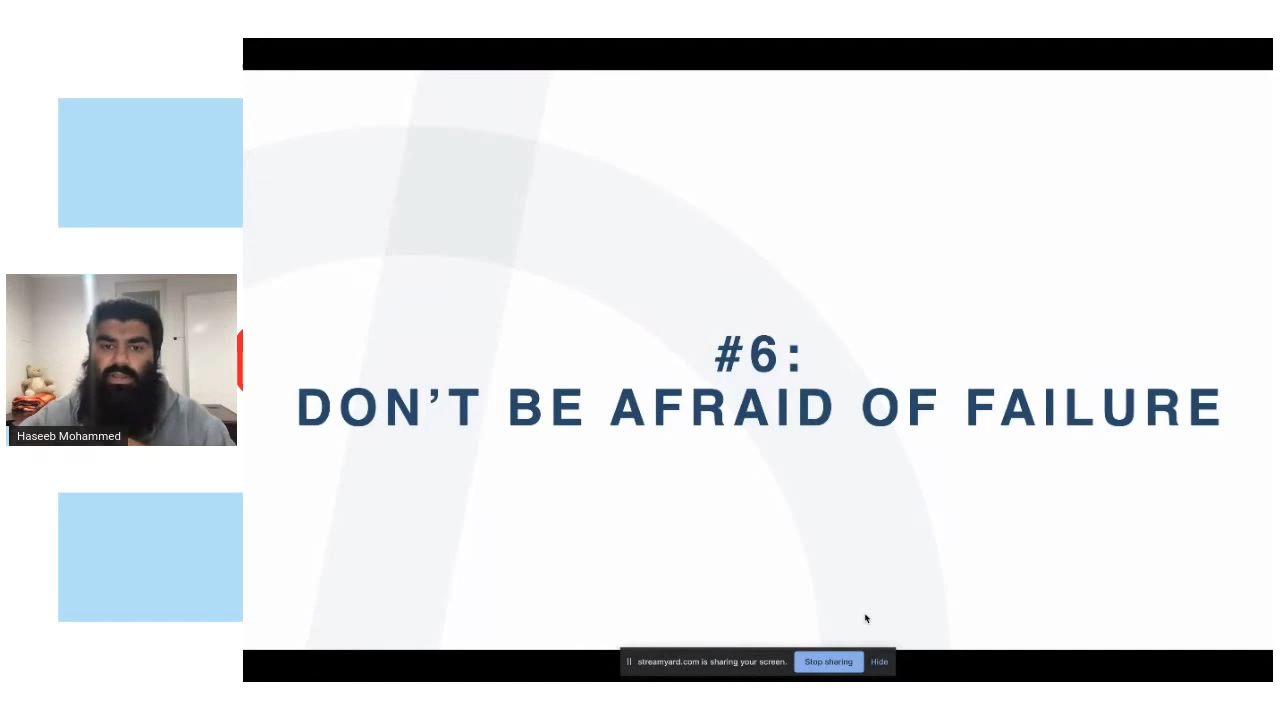 #6:
DON’T BE AFRAID OF FAILURE
Haseeb Mohammed
streamyard.com is sharing your screen.
Stop sharing
Hide